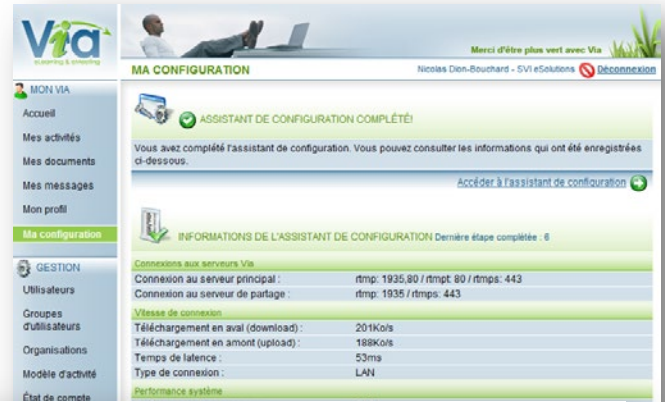 Via
eLearning & eMeeting
Merci d'être plus vert avec Via
MA CONFIGURATION
Nicolas Dion-Bouchard - SVI eSolutions Déconnexion
MON VIA
Accueil
Mes activités
Mes documents
Mes messages
Mon profil
Ma configuration
GESTION
Utilisateurs
Groupes
d'utilisateurs
Organisations
Modèle d'activité
État de compte
ASSISTANT DE CONFIGURATION COMPLÉTÉ!
Vous avez complété l'assistant de configuration. Vous pouvez consulter les informations qui ont été enregistrées
ci-dessous.
Accéder à l'assistant de configuration
INFORMATIONS DE L'ASSISTANT DE CONFIGURATION Dernière étape complétée : 6
Connexions aux serveurs Via
Connexion au serveur principal : rtmp: 1935,80 / rtmpt: 80 / rtmps: 443
Connexion au serveur de partage : rtmp: 1935 / rtmps: 443
Vitesse de connexion
Téléchargement en aval (download) : 201Ko/s
Téléchargement en amont (upload) : 188Ko/s
Temps de latence : 53ms
Type de connexion : LAN
Performance système